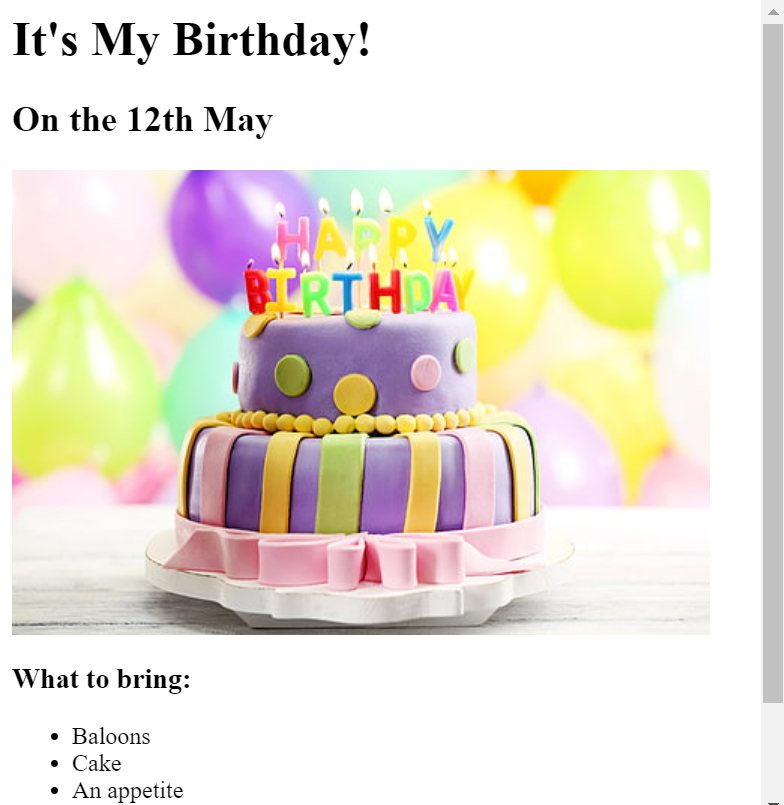 It's My Birthday!
On the 12th May
HAPPY
BIRTHDAY
What to bring:
Baloons
Cake
An appetite